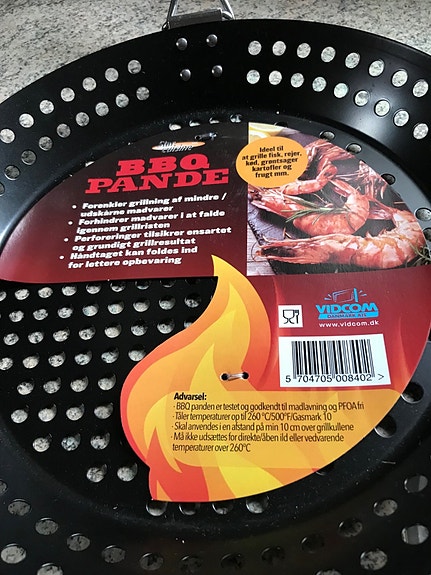 BBQ
PANDE
• Forenkler grillning af mindre /
udskårne madvarer
• Forhindrer madvarer i at falde
igennem grillristen
• Perforeringer tilsikrer ensartet
og grundigt grillresultat
• Håndtaget kan foldes ind
for lettere opbevaring
Ideel til
at grille fisk, rejer,
kød, grøntsager
kartofler og
frugt mm.
VIDCOM
DANMARK A/S
www.vidcom.dk
5 704705 008402 >
Advarsel:
- BBQ panden er testet og godkendt til madlavning og PFOA fri
- Tåler temperaturer op til 260 °C/500°F/Gasmark 10
- Skal anvendes i en afstand på min 10 cm over grillkullene
- Må ikke udsættes for direkte/åben ild eller vedvarende
temperaturer over 260°C